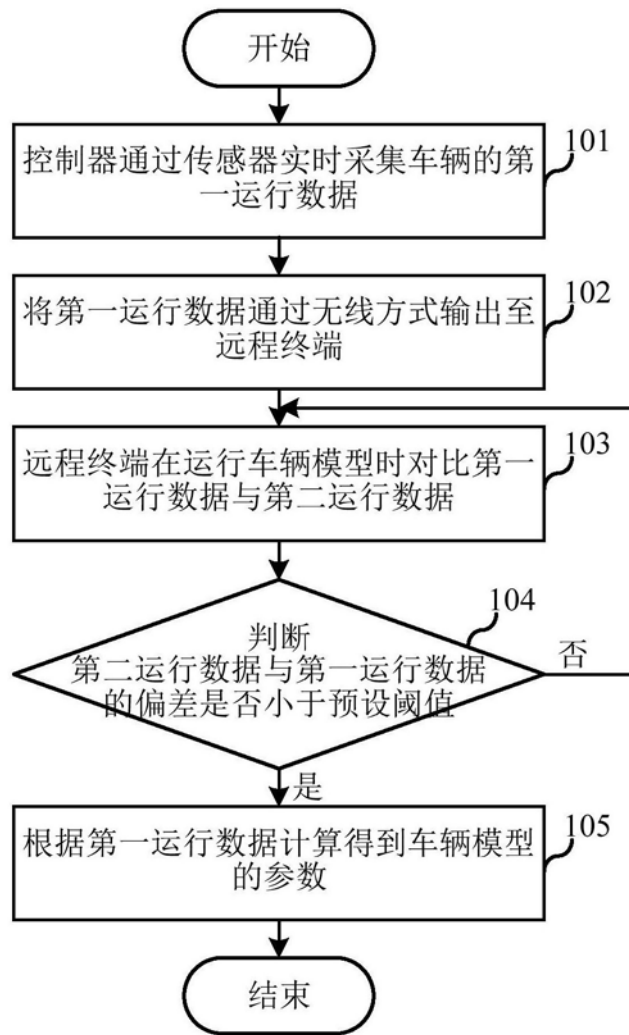 开始
控制器通过传感器实时采集车辆的第
一运行数据
101
将第一运行数据通过无线方式输出至
远程终端
102
远程终端在运行车辆模型时对比第一
运行数据与第二运行数据
103
104
判断
第二运行数据与第一运行数据
的偏差是否小于预设阈值
否
是
根据第一运行数据计算得到车辆模型
的参数
105
结束